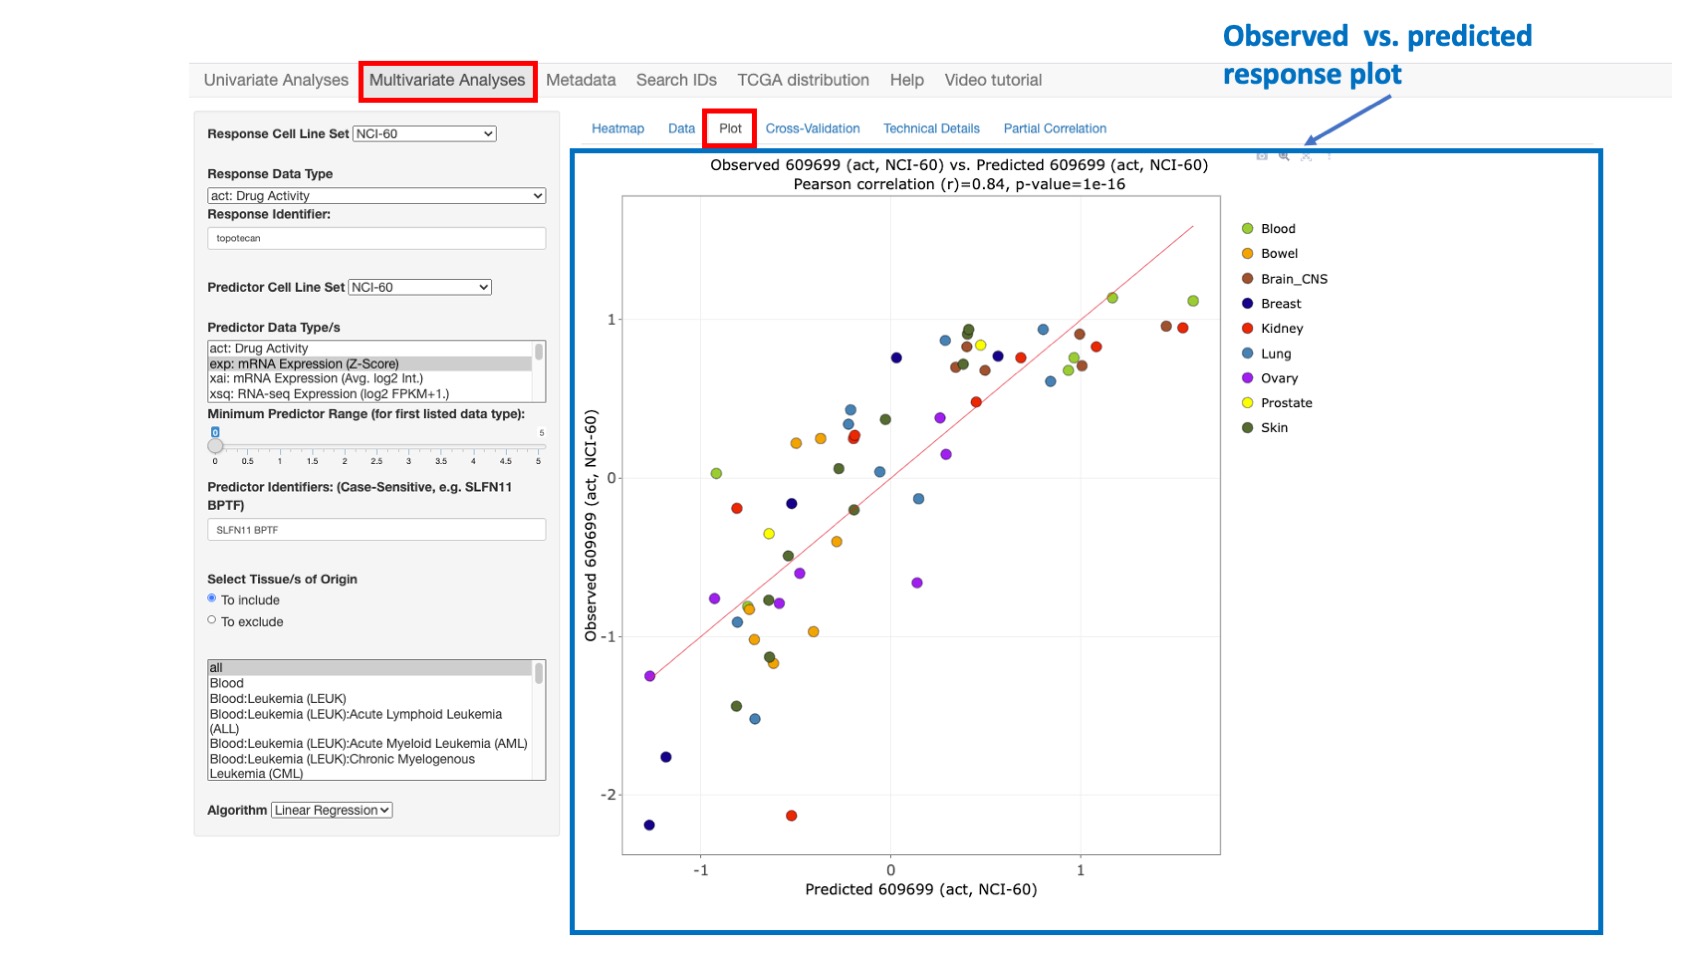 Observed  vs. predicted
response plot
Univariate Analyses
Multivariate Analyses
Metadata
Search IDs
TCGA distribution
Help
Video tutorial
Response Cell Line Set
NCI-60
Response Data Type
act: Drug Activity
Response Identifier:
topotecan
Predictor Cell Line Set
NCI-60
Predictor Data Type/s
act: Drug Activity
exp: mRNA Expression (Z-Score)
xai: mRNA Expression (Avg. log2 Int.)
xsq: RNA-seq Expression (log2 FPKM+1.)
Minimum Predictor Range (for first listed data type):
0
5
0 0.5 1 1.5 2 2.5 3 3.5 4 4.5 5
Predictor Identifiers: (Case-Sensitive, e.g. SLFN11
BPTF)
SLFN11 BPTF
Select Tissue/s of Origin
To include
To exclude
all
Blood
Blood:Leukemia (LEUK)
Blood:Leukemia (LEUK):Acute Lymphoid Leukemia
(ALL)
Blood:Leukemia (LEUK):Acute Myeloid Leukemia (AML)
Blood:Leukemia (LEUK):Chronic Myelogenous
Leukemia (CML)
Algorithm
Linear Regression
Heatmap
Data
Plot
Cross-Validation
Technical Details
Partial Correlation
Observed 609699 (act, NCI-60) vs. Predicted 609699 (act, NCI-60)
Pearson correlation (r)=0.84, p-value=1e-16
Observed 609699 (act, NCI-60)
1
0
-1
-2
-1
0
1
Predicted 609699 (act, NCI-60)
Blood
Bowel
Brain_CNS
Breast
Kidney
Lung
Ovary
Prostate
Skin